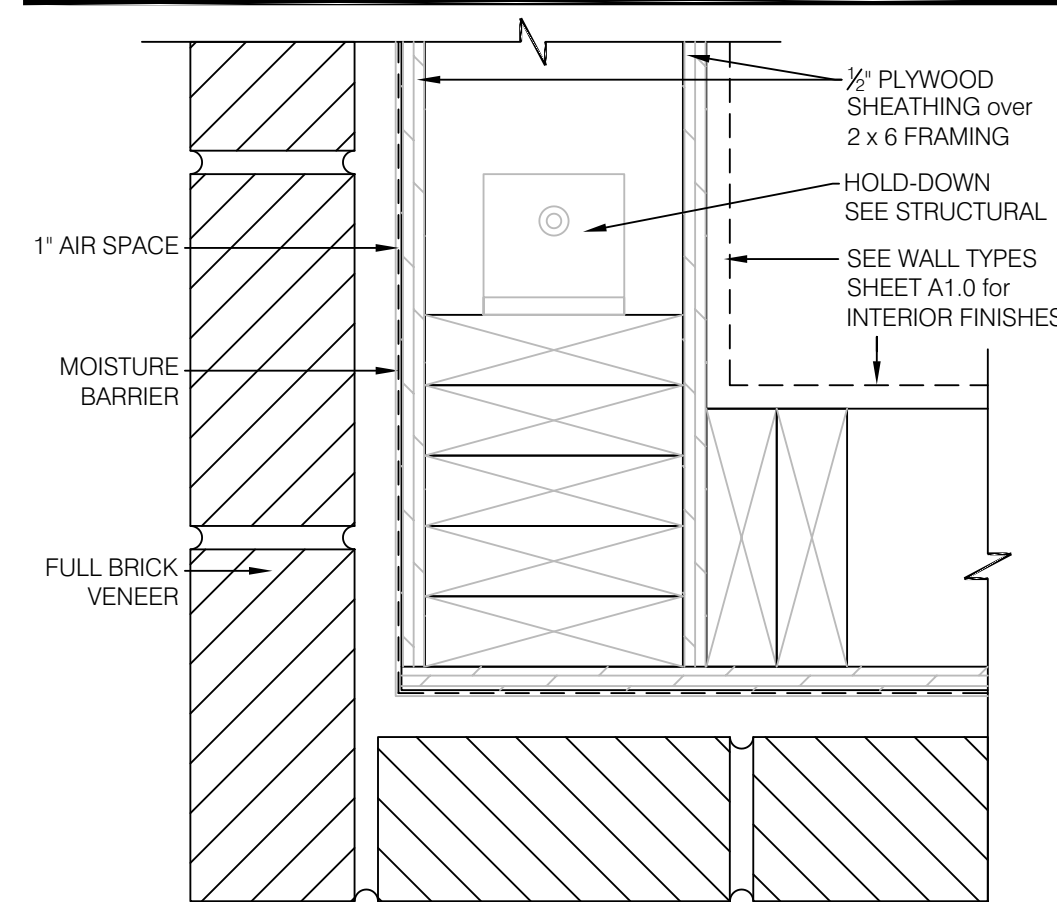 ½" PLYWOOD
SHEATHING over
2 x 6 FRAMING
HOLD-DOWN
SEE STRUCTURAL
1" AIR SPACE
SEE WALL TYPES
SHEET A1.0 for
INTERIOR FINISHES
MOISTURE
BARRIER
FULL BRICK
VENEER